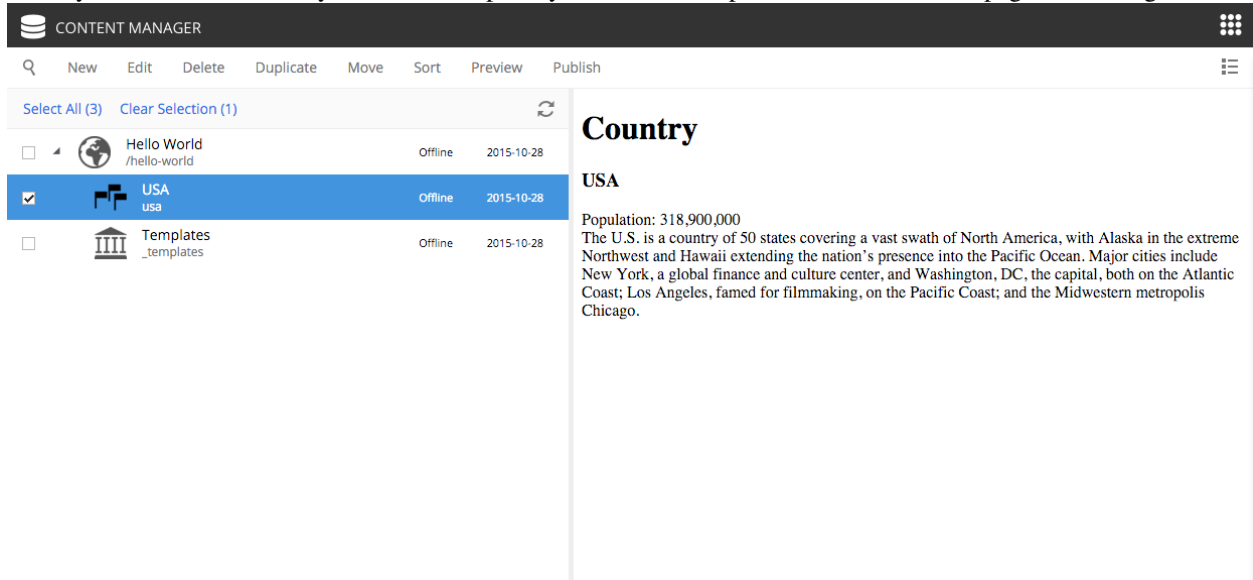 CONTENT MANAGER
New Edit Delete Duplicate Move Sort Preview Publish
Select All (3) Clear Selection (1)
Hello World
/hello-world
Offline 2015-10-28
USA
usa
Offline 2015-10-28
Templates
_templates
Offline 2015-10-28
Country
USA
Population: 318,900,000
The U.S. is a country of 50 states covering a vast swath of North America, with Alaska in the extreme
Northwest and Hawaii extending the nation’s presence into the Pacific Ocean. Major cities include
New York, a global finance and culture center, and Washington, DC, the capital, both on the Atlantic
Coast; Los Angeles, famed for filmmaking, on the Pacific Coast; and the Midwestern metropolis
Chicago.